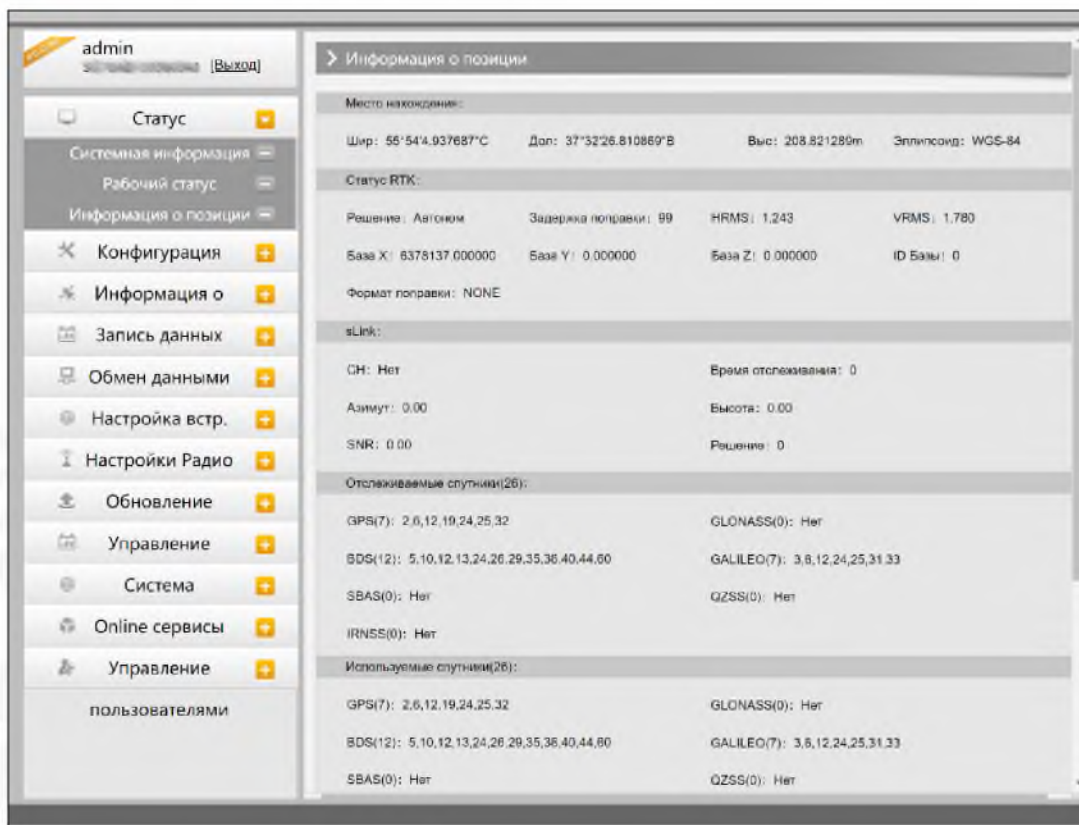 admin
[Выход]
Статус
Системная информация
Рабочий статус
Информация о позиции
Конфигурация
Информация о
Запись данных
Обмен данными
Настройка встр.
Настройки Радио
Обновление
Управление
Система
Online сервисы
Управление
пользователями
Информация о позиции
Место нахождения:
Шир: 55°54'4.937687"С Дол: 37°32'26.810869"В Выс: 208.821289m Эллипсоид: WGS-84
Статус RTK:
Решение: Автоном Задержка поправки: 99 HRMS: 1.243 VRMS: 1.780
База X: 6378137.000000 База Y: 0.000000 База Z: 0.000000 ID Базы: 0
Формат поправки: NONE
sLink:
СН: Нет Время отслеживания: 0
Азимут: 0.00 Высота: 0.00
SNR: 0.00 Решение: 0
Отслеживаемые спутники(26):
GPS(7): 2,6,12,19,24,25,32 GLONASS(0): Нет
BDS(12): 5,10,12,13,24,26,29,35,36,40,44,60 GALILEO(7): 3,8,12,24,25,31,33
SBAS(0): Нет QZSS(0): Нет
IRNSS(0): Нет
Используемые спутники(26):
GPS(7): 2,6,12,19,24,25,32 GLONASS(0): Нет
BDS(12): 5,10,12,13,24,26,29,35,36,40,44,60 GALILEO(7): 3,8,12,24,25,31,33
SBAS(0): Нет QZSS(0): Нет